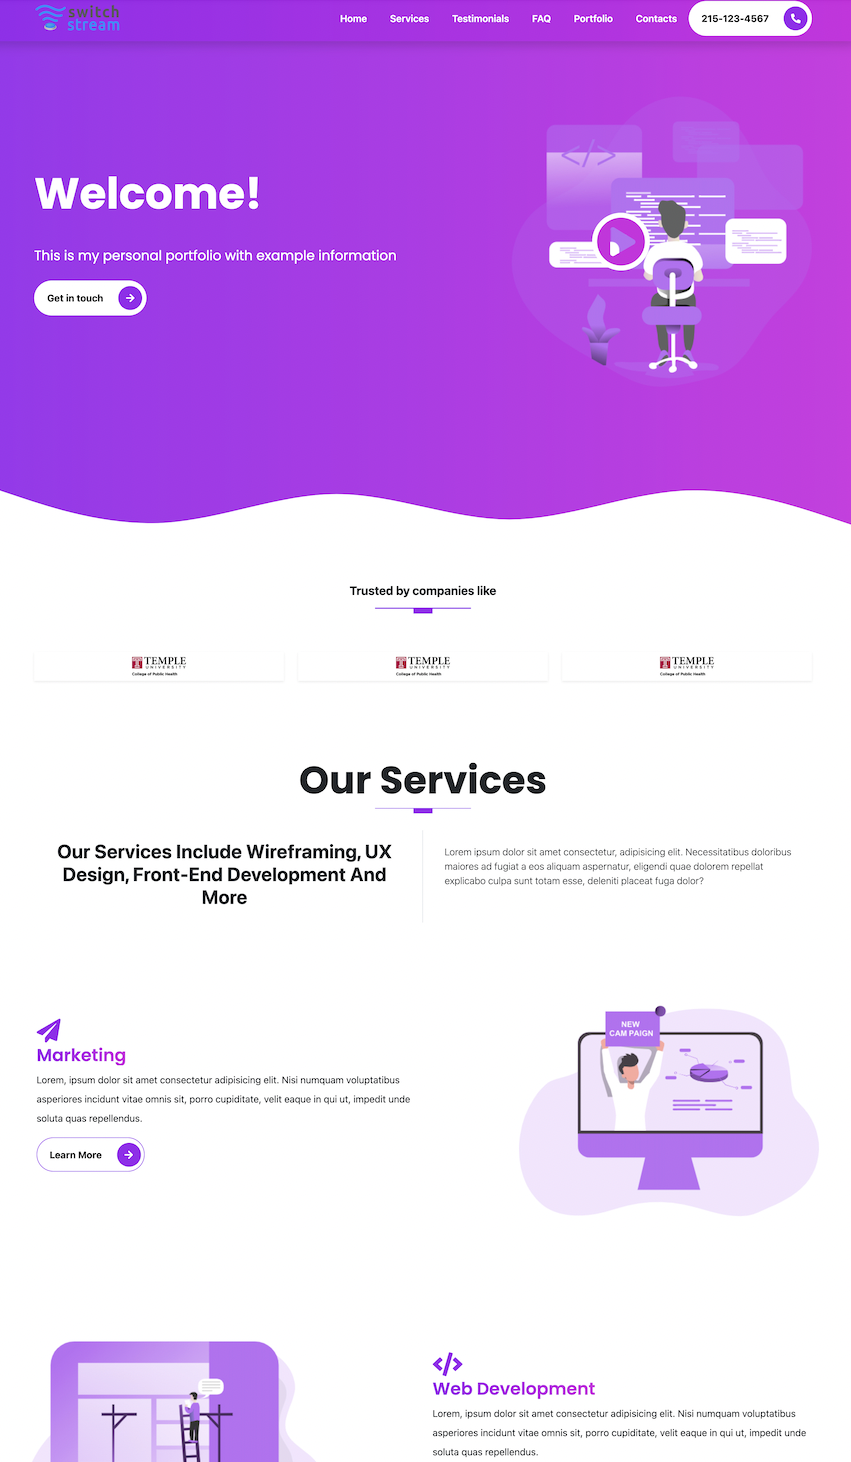 switch
stream
Home Services Testimonials FAQ Portfolio Contacts 215-123-4567
Welcome!
This is my personal portfolio with example information
Get in touch
Trusted by companies like
TEMPLE
UNIVERSITY
College of Public Health
TEMPLE
UNIVERSITY
College of Public Health
TEMPLE
UNIVERSITY
College of Public Health
Our Services
Our Services Include Wireframing, UX
Design, Front-End Development And
More
Lorem ipsum dolor sit amet consectetur, adipisicing elit. Necessitatibus doloribus
maiores ad fugiat a eos aliquam aspernatur, eligendi quae dolorem repellat
explicabo culpa sunt totam esse, deleniti placeat fuga dolor?
Marketing
Lorem, ipsum dolor sit amet consectetur adipisicing elit. Nisi numquam voluptatibus
asperiores incidunt vitae omnis sit, porro cupiditate, velit eaque in qui ut, impedit unde
soluta quas repellendus.
Learn More
NEW
CAM PAIGN
Web Development
Lorem, ipsum dolor sit amet consectetur adipisicing elit. Nisi numquam voluptatibus
asperiores incidunt vitae omnis sit, porro cupiditate, velit eaque in qui ut, impedit unde
soluta quas repellendus.